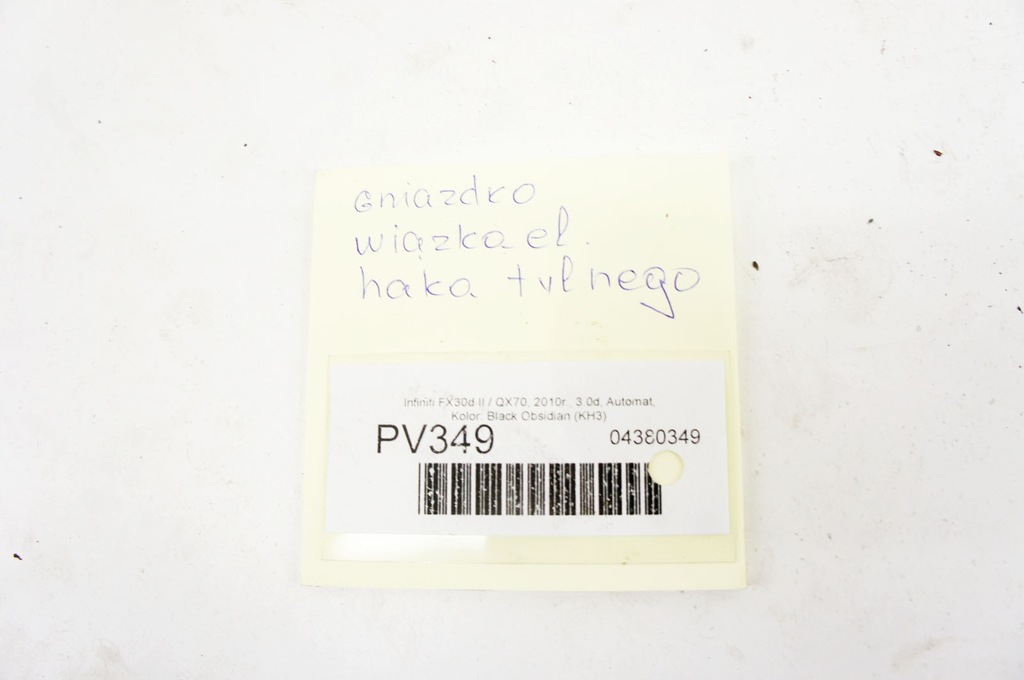 Gniazdko
wiązka el.
haka tylnego
Infiniti FX30d II / QX70, 2010r., 3.0d, Automat,
Kolor: Black Obsidian (KH3)
PV349 04380349